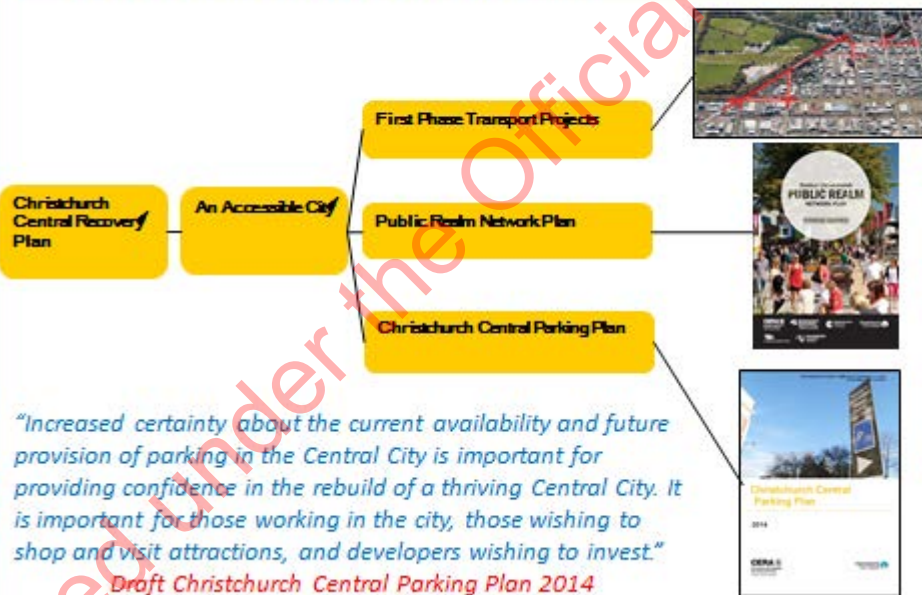 First Phase Transport Projects
Christchurch
Central Recovery
Plan
An Accessible City
Public Realm Network Plan
Christchurch Central Parking Plan
PUBLIC REALM
NETWORK PLAN
"Increased certainty about the current availability and future
provision of parking in the Central City is important for
providing confidence in the rebuild of a thriving Central City. It
is important for those working in the city, those wishing to
shop and visit attractions, and developers wishing to invest."
Draft Christchurch Central Parking Plan 2014
Christchurch Central
Parking Plan
2014
CERA
ed under the Official